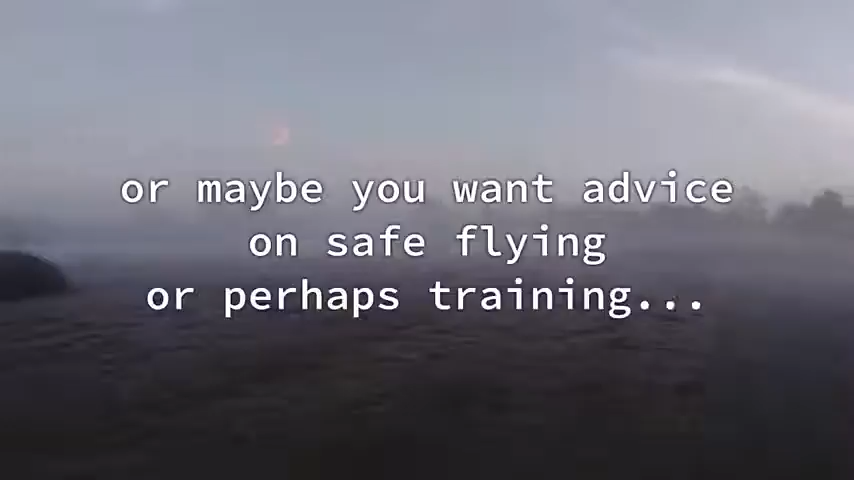 or maybe you want advice
on safe flying
or perhaps training...